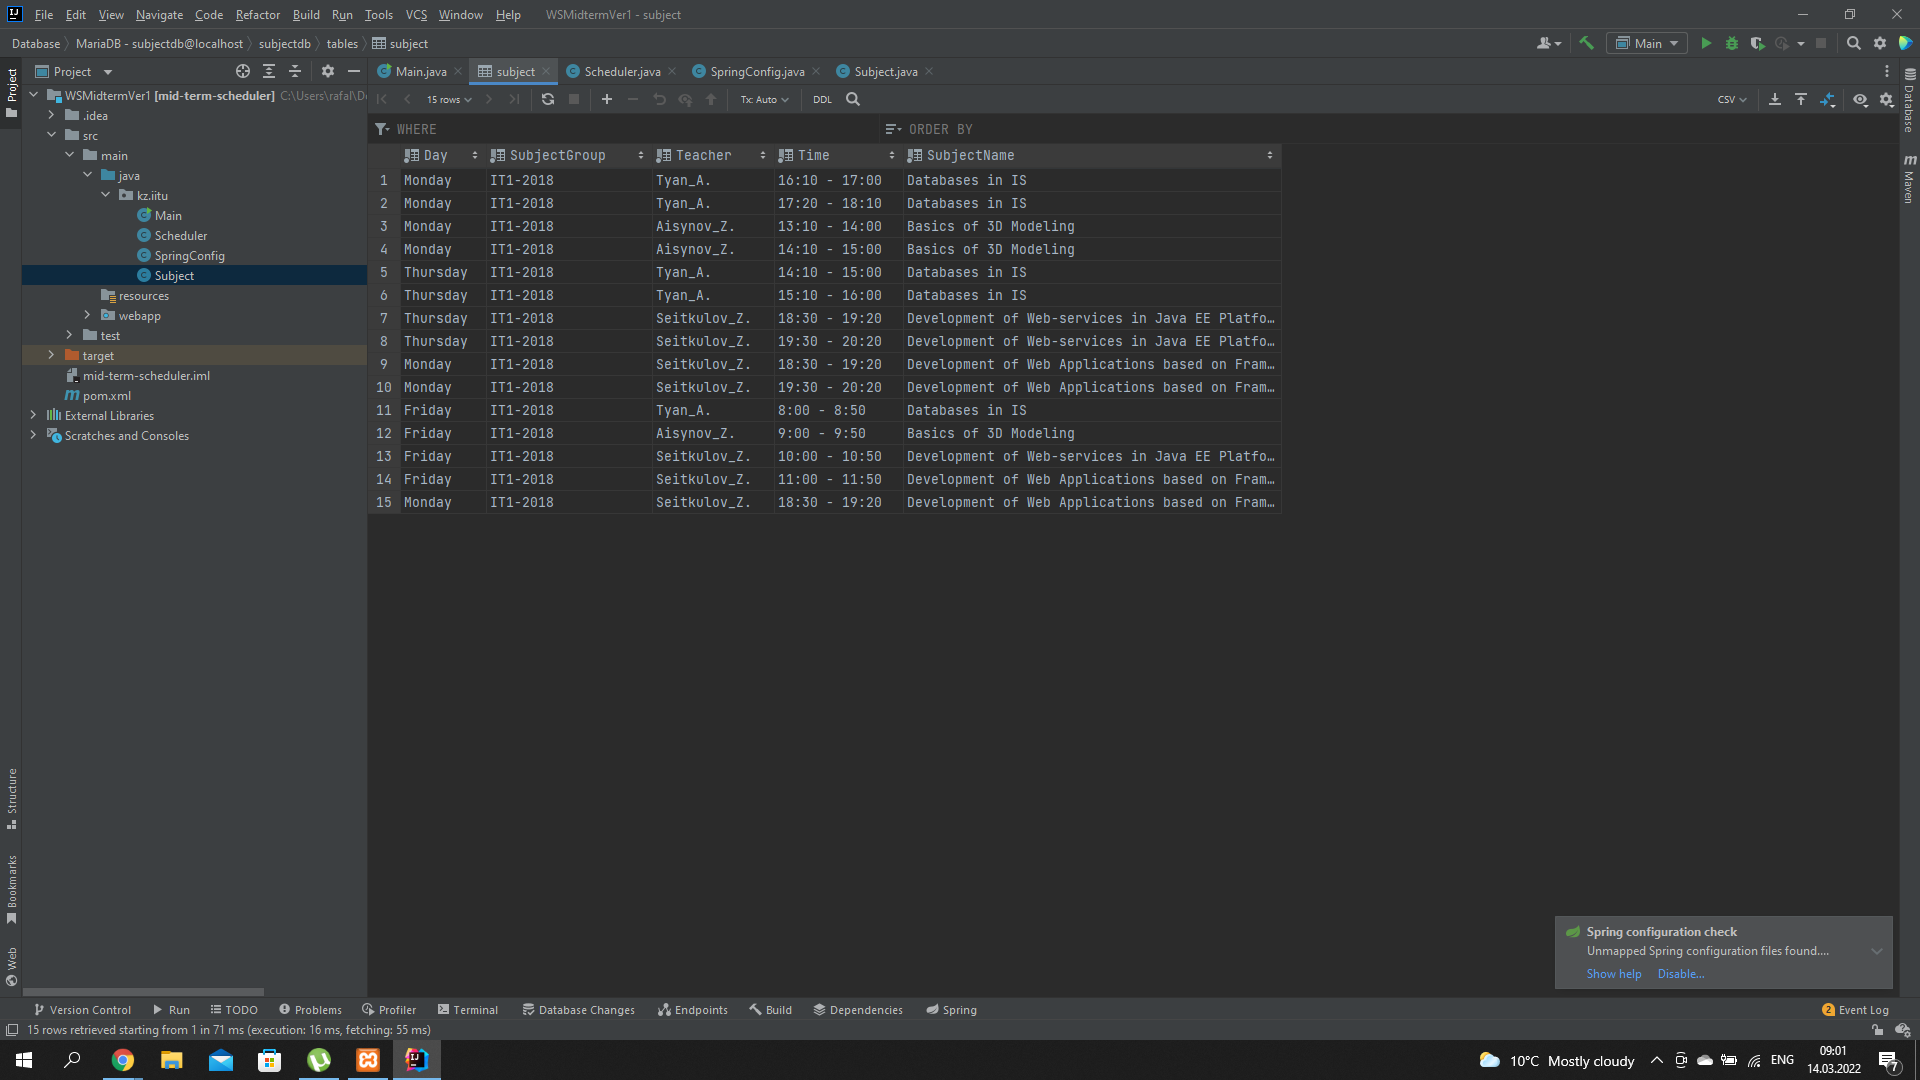 File Edit View Navigate Code Refactor Build Run Tools VCS Window Help WSMidtermVer1 - subject
Database MariaDB - subjectdb@localhost subjectdb tables subject
Main
Project
Main.java subject Scheduler.java SpringConfig.java Subject.java
15 rows Tx: Auto DDL CSV
WHERE ORDER BY
WSMidtermVer1 [mid-term-scheduler] C:\Users\rafal\D
.idea
src
main
java
kz.iitu
Main
Scheduler
SpringConfig
Subject
resources
webapp
test
target
mid-term-scheduler.iml
pom.xml
External Libraries
Scratches and Consoles
Day SubjectGroup Teacher Time SubjectName
1 Monday IT1-2018 Tyan_A. 16:10 - 17:00 Databases in IS
2 Monday IT1-2018 Tyan_A. 17:20 - 18:10 Databases in IS
3 Monday IT1-2018 Aisynov_Z. 13:10 - 14:00 Basics of 3D Modeling
4 Monday IT1-2018 Aisynov_Z. 14:10 - 15:00 Basics of 3D Modeling
5 Thursday IT1-2018 Tyan_A. 14:10 - 15:00 Databases in IS
6 Thursday IT1-2018 Tyan_A. 15:10 - 16:00 Databases in IS
7 Thursday IT1-2018 Seitkulov_Z. 18:30 - 19:20 Development of Web-services in Java EE Platfo…
8 Thursday IT1-2018 Seitkulov_Z. 19:30 - 20:20 Development of Web-services in Java EE Platfo…
9 Monday IT1-2018 Seitkulov_Z. 18:30 - 19:20 Development of Web Applications based on Fram…
10 Monday IT1-2018 Seitkulov_Z. 19:30 - 20:20 Development of Web Applications based on Fram…
11 Friday IT1-2018 Tyan_A. 8:00 - 8:50 Databases in IS
12 Friday IT1-2018 Aisynov_Z. 9:00 - 9:50 Basics of 3D Modeling
13 Friday IT1-2018 Seitkulov_Z. 10:00 - 10:50 Development of Web-services in Java EE Platfo…
14 Friday IT1-2018 Seitkulov_Z. 11:00 - 11:50 Development of Web Applications based on Fram…
15 Monday IT1-2018 Seitkulov_Z. 18:30 - 19:20 Development of Web Applications based on Fram…
Project
Structure
Bookmarks
Web
Database
Maven
Spring configuration check
Unmapped Spring configuration files found....
Show help Disable...
Version Control Run TODO Problems Profiler Terminal Database Changes Endpoints Build Dependencies Spring 2 Event Log
15 rows retrieved starting from 1 in 71 ms (execution: 16 ms, fetching: 55 ms)
10°C Mostly cloudy ENG
09:01
14.03.2022
7